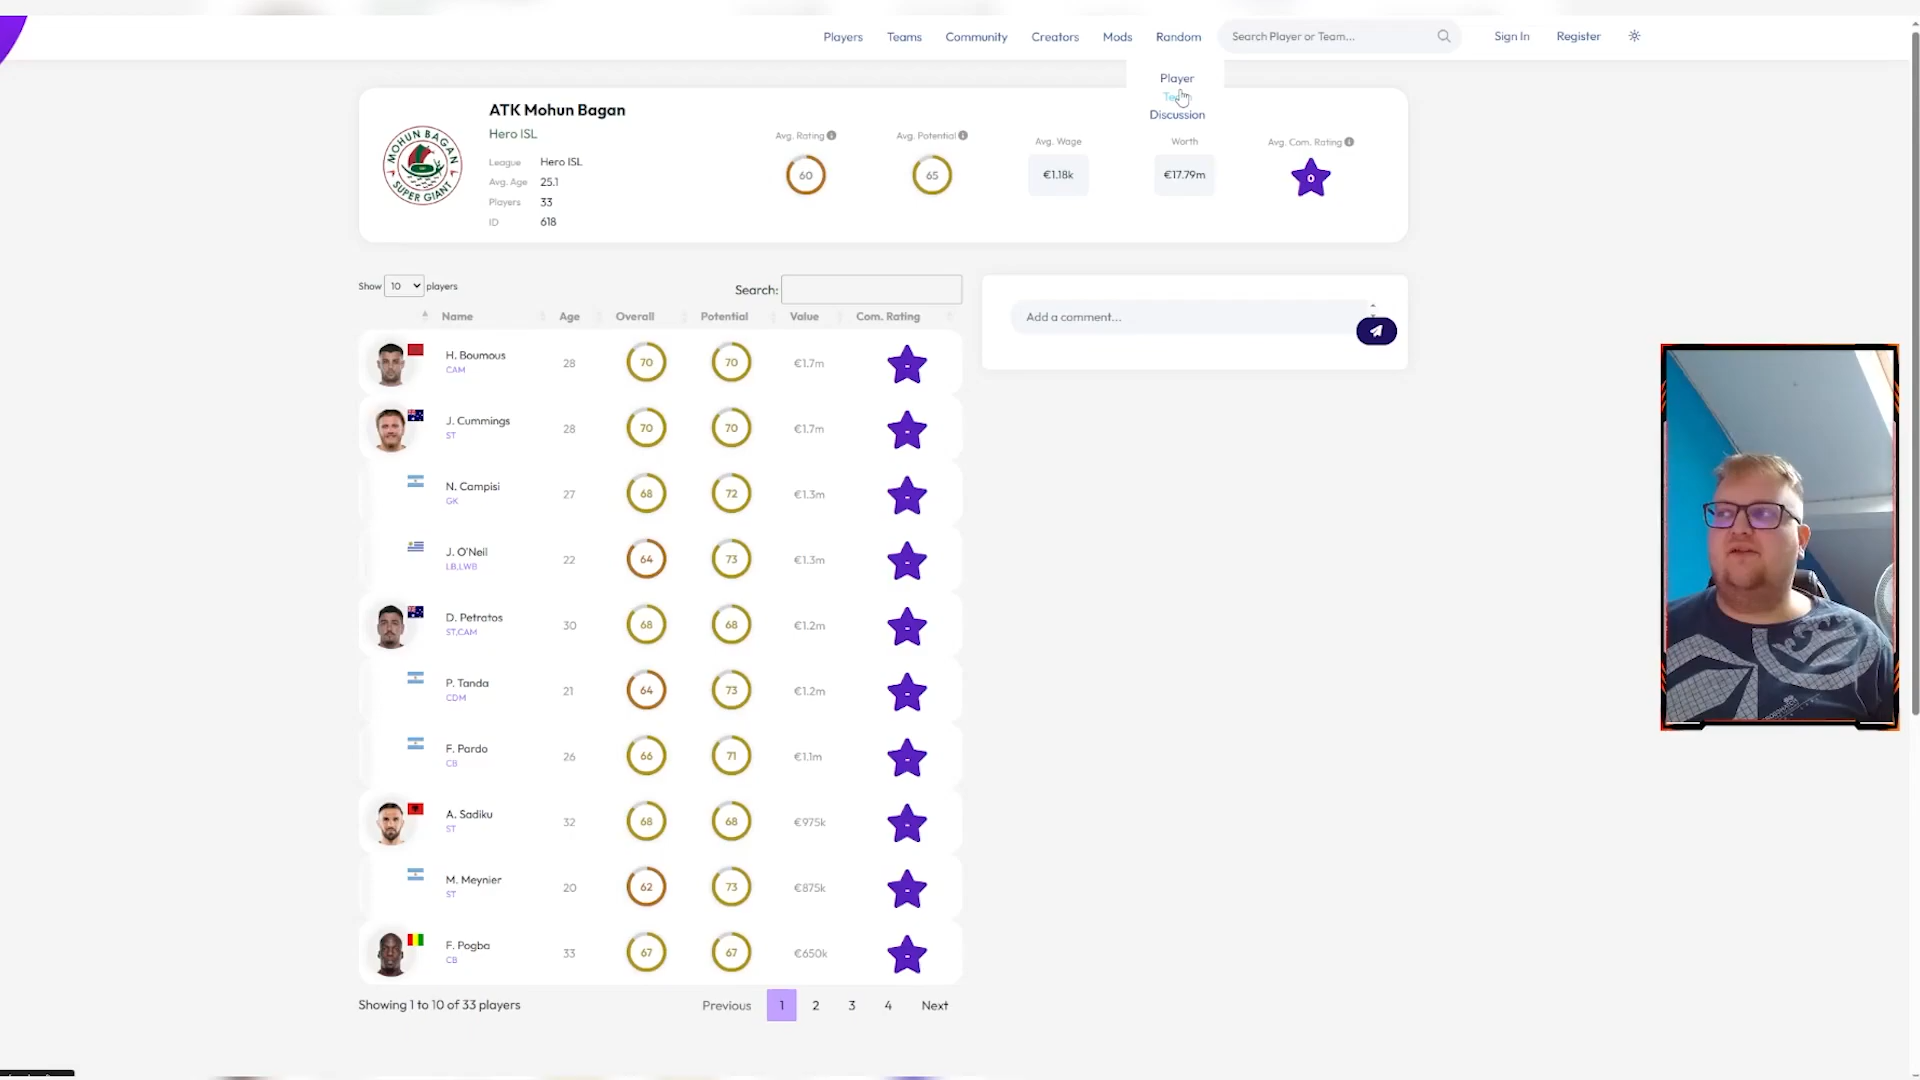 Players Teams Community Creators Mods Random Search Player or Team... Sign In Register
Player
Discussion
MOHUN BAGAN
SUPER GIANT
ATK Mohun Bagan
Hero ISL
League Hero ISL
Avg. Age 25.1
Players 33
ID 618
Avg. Rating Avg. Potential Avg. Wage Worth Avg. Com. Rating
60 65 €1.18k €17.79m 0
Show 10 players Search:
Name Age Overall Potential Value Com. Rating
H. Boumous 28 70 70 €1.7m -
CAM
J. Cummings 28 70 70 €1.7m -
ST
N. Campisi 27 68 72 €1.3m -
GK
J. O'Neil 22 64 73 €1.3m -
LB,LWB
D. Petratos 30 68 68 €1.2m -
ST,CAM
P. Tanda 21 64 73 €1.2m -
CDM
F. Pardo 26 66 71 €1.1m -
CB
A. Sadiku 32 68 68 €975k -
ST
M. Meynier 20 62 73 €875k -
ST
F. Pogba 33 67 67 €650k -
CB
Showing 1 to 10 of 33 players Previous 1 2 3 4 Next
Add a comment...